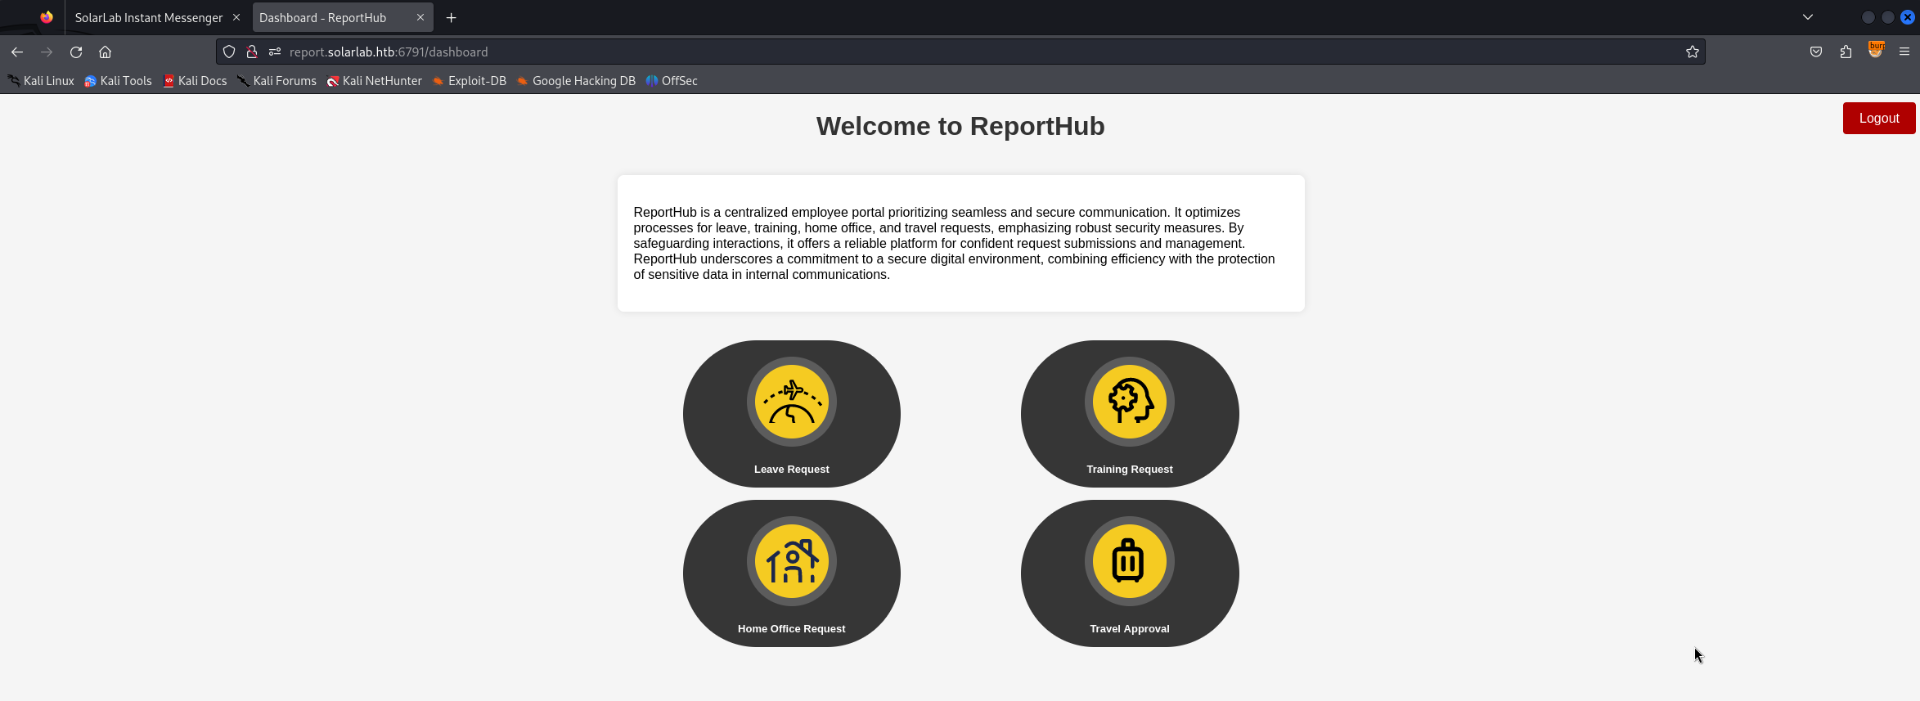 SolarLab Instant Messenger
Dashboard - ReportHub
report.solarlab.htb:6791/dashboard
Kali Linux Kali Tools Kali Docs Kali Forums Kali NetHunter Exploit-DB Google Hacking DB OffSec
Welcome to ReportHub
Logout
ReportHub is a centralized employee portal prioritizing seamless and secure communication. It optimizes
processes for leave, training, home office, and travel requests, emphasizing robust security measures. By
safeguarding interactions, it offers a reliable platform for confident request submissions and management.
ReportHub underscores a commitment to a secure digital environment, combining efficiency with the protection
of sensitive data in internal communications.
Leave Request
Training Request
Home Office Request
Travel Approval